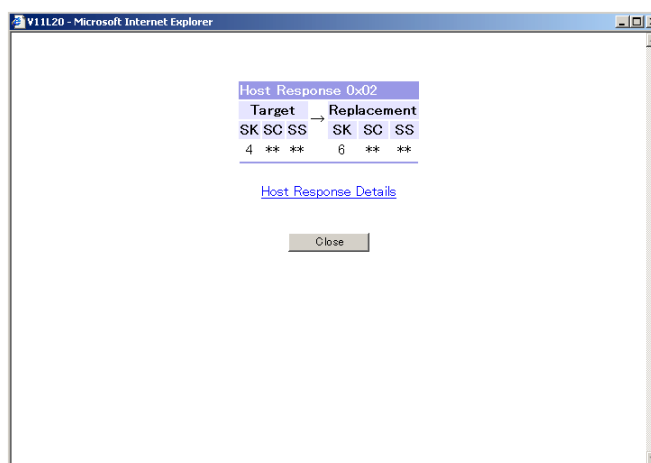 V11L20 - Microsoft Internet Explorer
Host Response 0x02
Target → Replacement
SK SC SS SK SC SS
4 ** ** 6 ** **
Host Response Details
Close